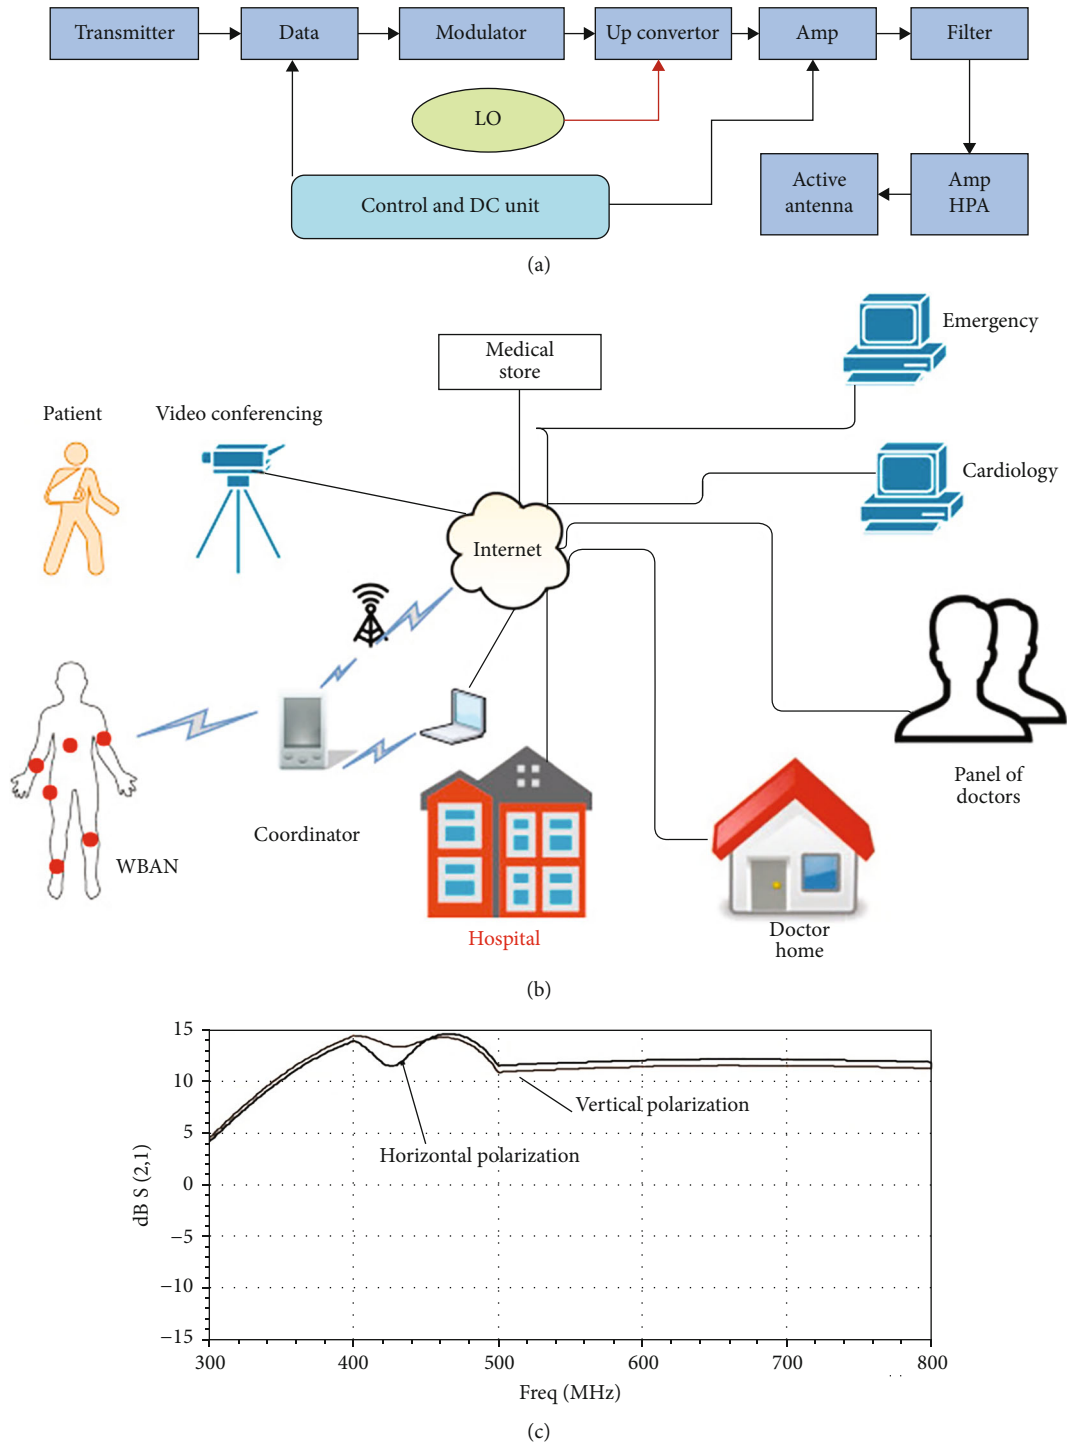 Transmitter
Data
Modulator
Up convertor
Amp
Filter
LO
Control and DC unit
Active
antenna
Amp
HPA
(a)
Emergency
Medical
store
Patient
Video conferencing
Cardiology
Internet
Panel of
doctors
Coordinator
WBAN
Hospital
Doctor
home
(b)
15
10
5
0
−5
−10
−15
dB S (2,1)
Vertical polarization
Horizontal polarization
300
400
500
600
700
800
Freq (MHz)
(c)